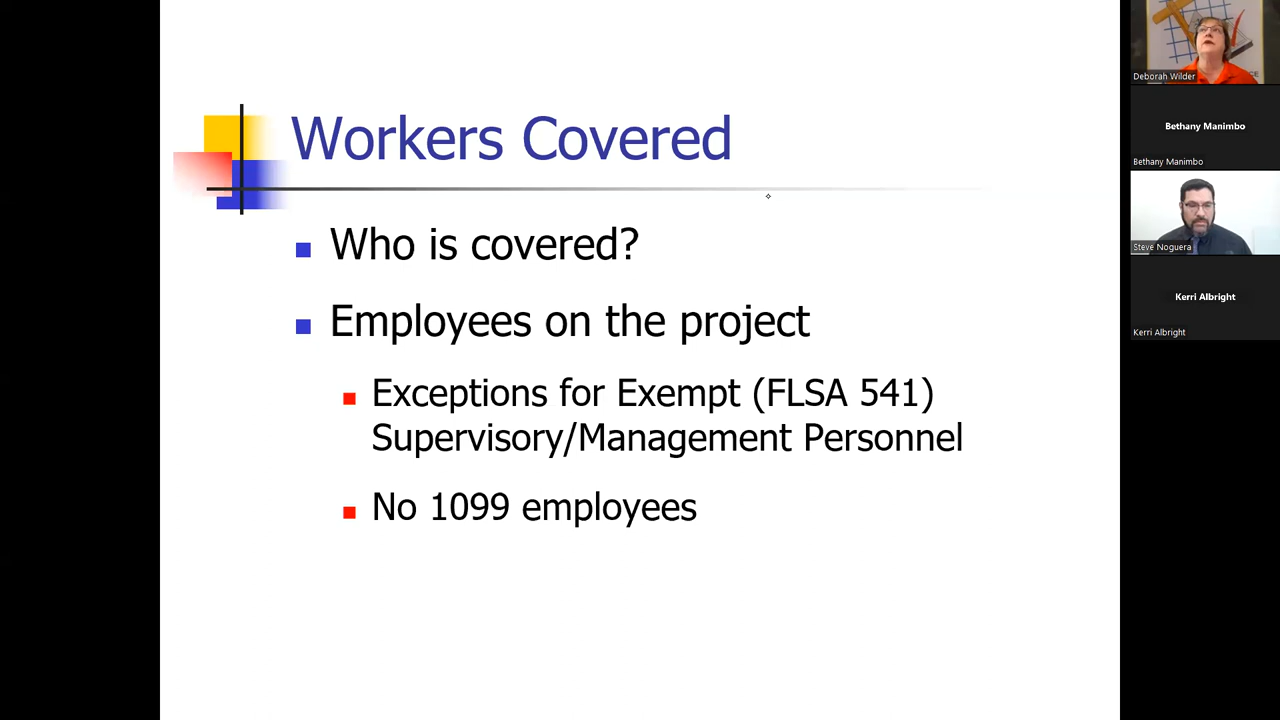 Workers Covered
Who is covered?
Employees on the project
Exceptions for Exempt (FLSA 541)
Supervisory/Management Personnel
No 1099 employees
Deborah Wilder
Bethany Manimbo
Bethany Manimbo
Steve Noguera
Kerri Albright
Kerri Albright